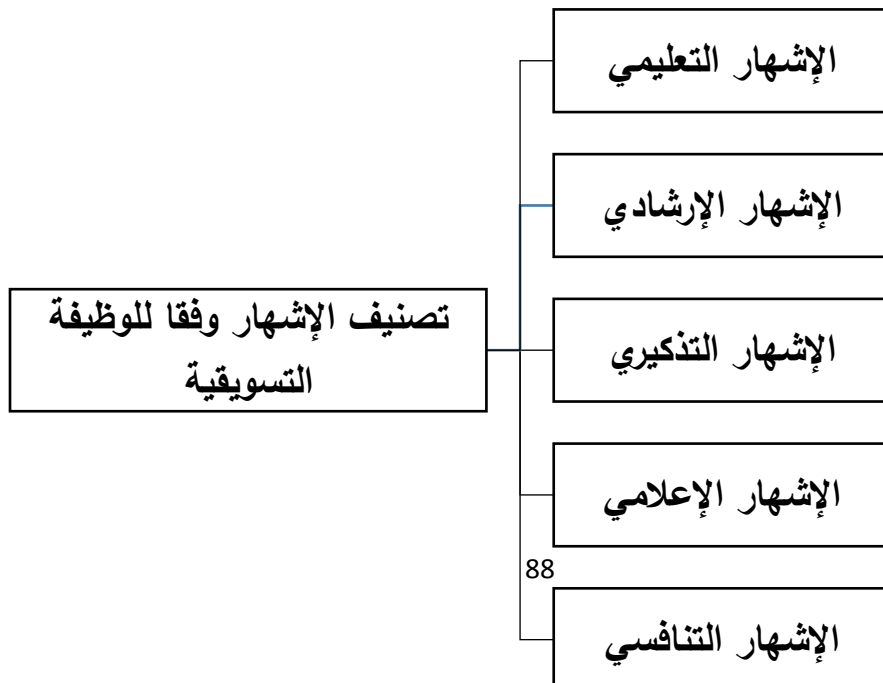 الإشهار التعليمي
الإشهار الإرشادي
تصنيف الإشهار وفقا للوظيفة
التسويقية
الإشهار التذكيري
الإشهار الإعلامي
88
الإشهار التنافسي